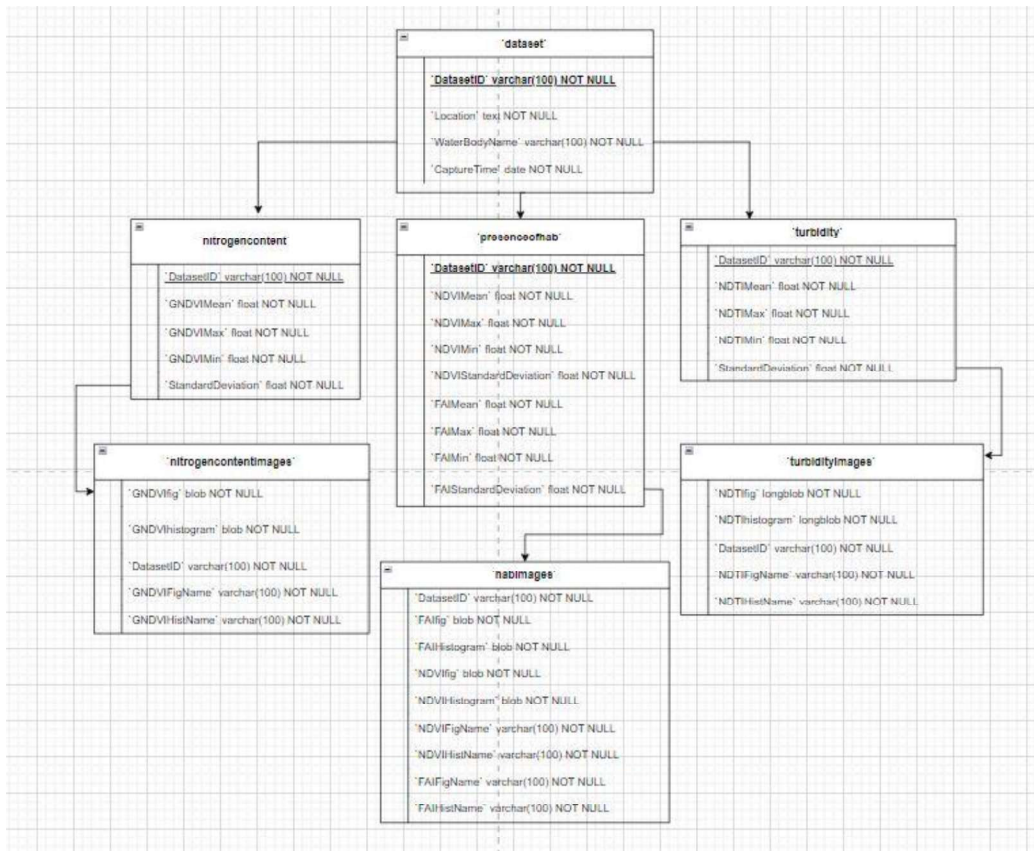 `dataset`
`DatasetID` varchar(100) NOT NULL
`Location` text NOT NULL
`WaterBodyName` varchar(100) NOT NULL
`CaptureTime` date NOT NULL
nitrogencontent
`DatasetID` varchar(100) NOT NULL
`GNDVIMean` float NOT NULL
`GNDVIMax` float NOT NULL
`GNDVIMin` float NOT NULL
`StandardDeviation` float NOT NULL
`presenceofhab`
`DatasetID` varchar(100) NOT NULL
`NDVIMean` float NOT NULL
`NDVIMax` float NOT NULL
`NDVIMin` float NOT NULL
`NDVIStandardDeviation` float NOT NULL
`FAIMean` float NOT NULL
`FAIMax` float NOT NULL
`FAIMin` float NOT NULL
`FAIStandardDeviation` float NOT NULL
`turbidity`
`DatasetID` varchar(100) NOT NULL
`NDTIMean` float NOT NULL
`NDTIMax` float NOT NULL
`NDTIMin` float NOT NULL
`StandardDeviation` float NOT NULL
`nitrogencontentimages`
`GNDVIfig` blob NOT NULL
`GNDVIhistogram` blob NOT NULL
`DatasetID` varchar(100) NOT NULL
`GNDVIFigName` varchar(100) NOT NULL
`GNDVIHistName` varchar(100) NOT NULL
`habimages`
`DatasetID` varchar(100) NOT NULL
`FAIfig` blob NOT NULL
`FAIHistogram` blob NOT NULL
`NDVIfig` blob NOT NULL
`NDVIHistogram` blob NOT NULL
`NDVIFigName` varchar(100) NOT NULL
`NDVIHistName` varchar(100) NOT NULL
`FAIFigName` varchar(100) NOT NULL
`FAIHistName` varchar(100) NOT NULL
`turbidityimages`
`NDTIfig` longblob NOT NULL
`NDTIhistogram` longblob NOT NULL
`DatasetID` varchar(100) NOT NULL
`NDTIFigName` varchar(100) NOT NULL
`NDTIHistName` varchar(100) NOT NULL